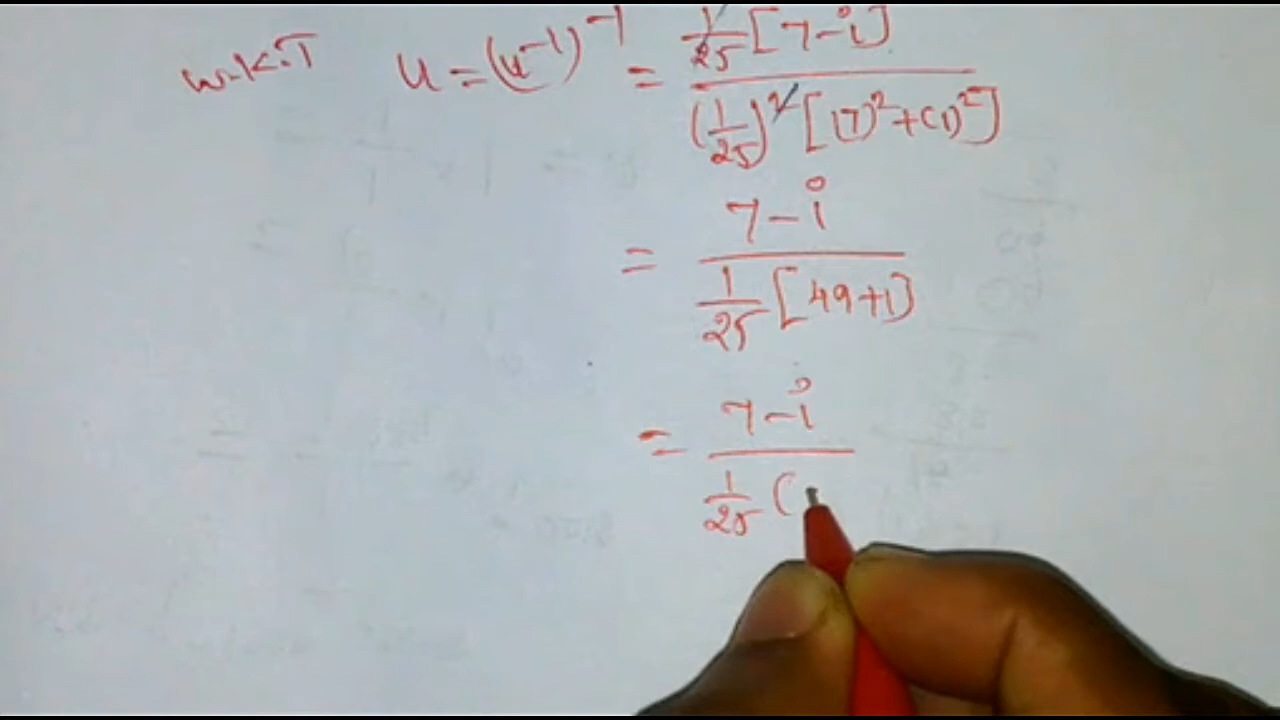 W.K.T u = (u⁻¹)⁻¹ = 1/25 [7-i] / (1/25)² [(7)²+(1)²]
= 7-i / 1/25 [49+1]
= 7-i / 1/25 (